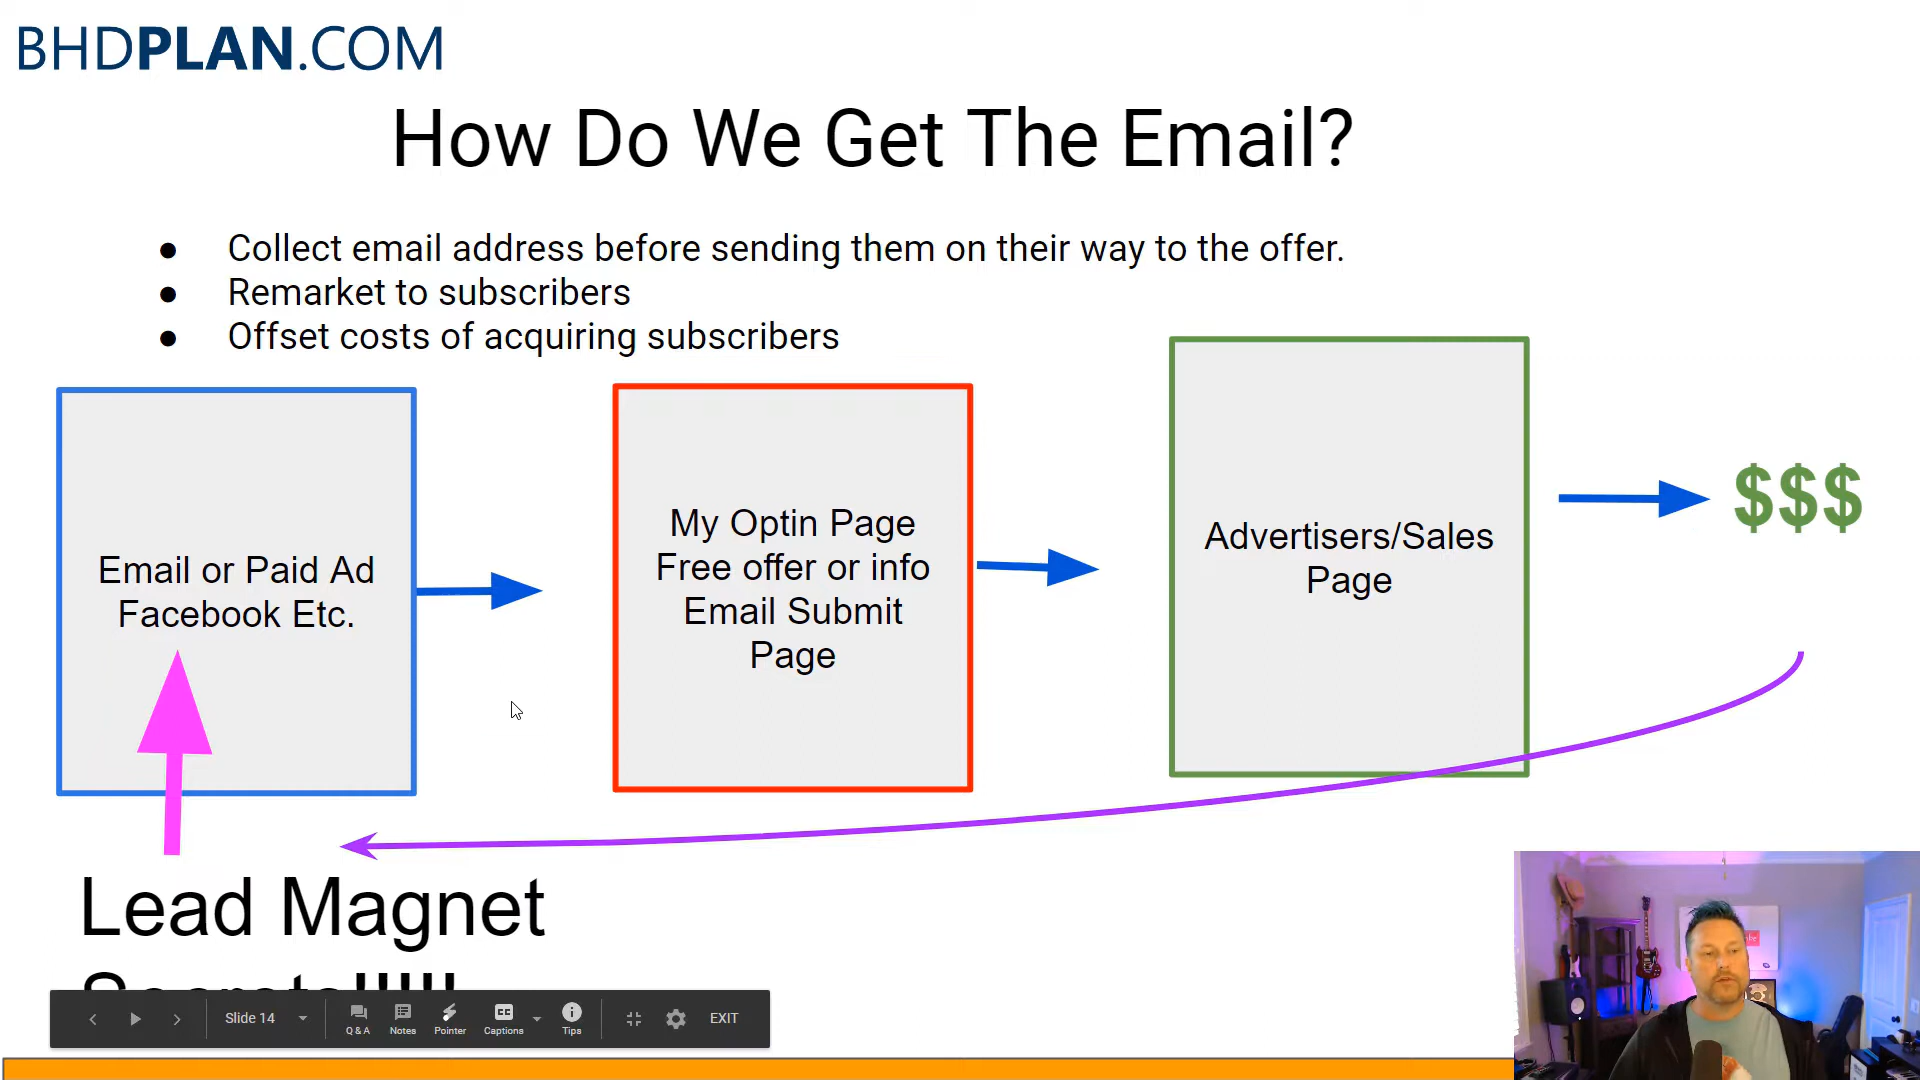 BHDPLAN.COM
How Do We Get The Email?
● Collect email address before sending them on their way to the offer.
● Remarket to subscribers
● Offset costs of acquiring subscribers
Email or Paid Ad
Facebook Etc.
My Optin Page
Free offer or info
Email Submit
Page
Advertisers/Sales
Page
$$$
Lead Magnet
Secrets!!!!!
Slide 14
Q & A
Notes
Pointer
CC
Captions
Tips
EXIT